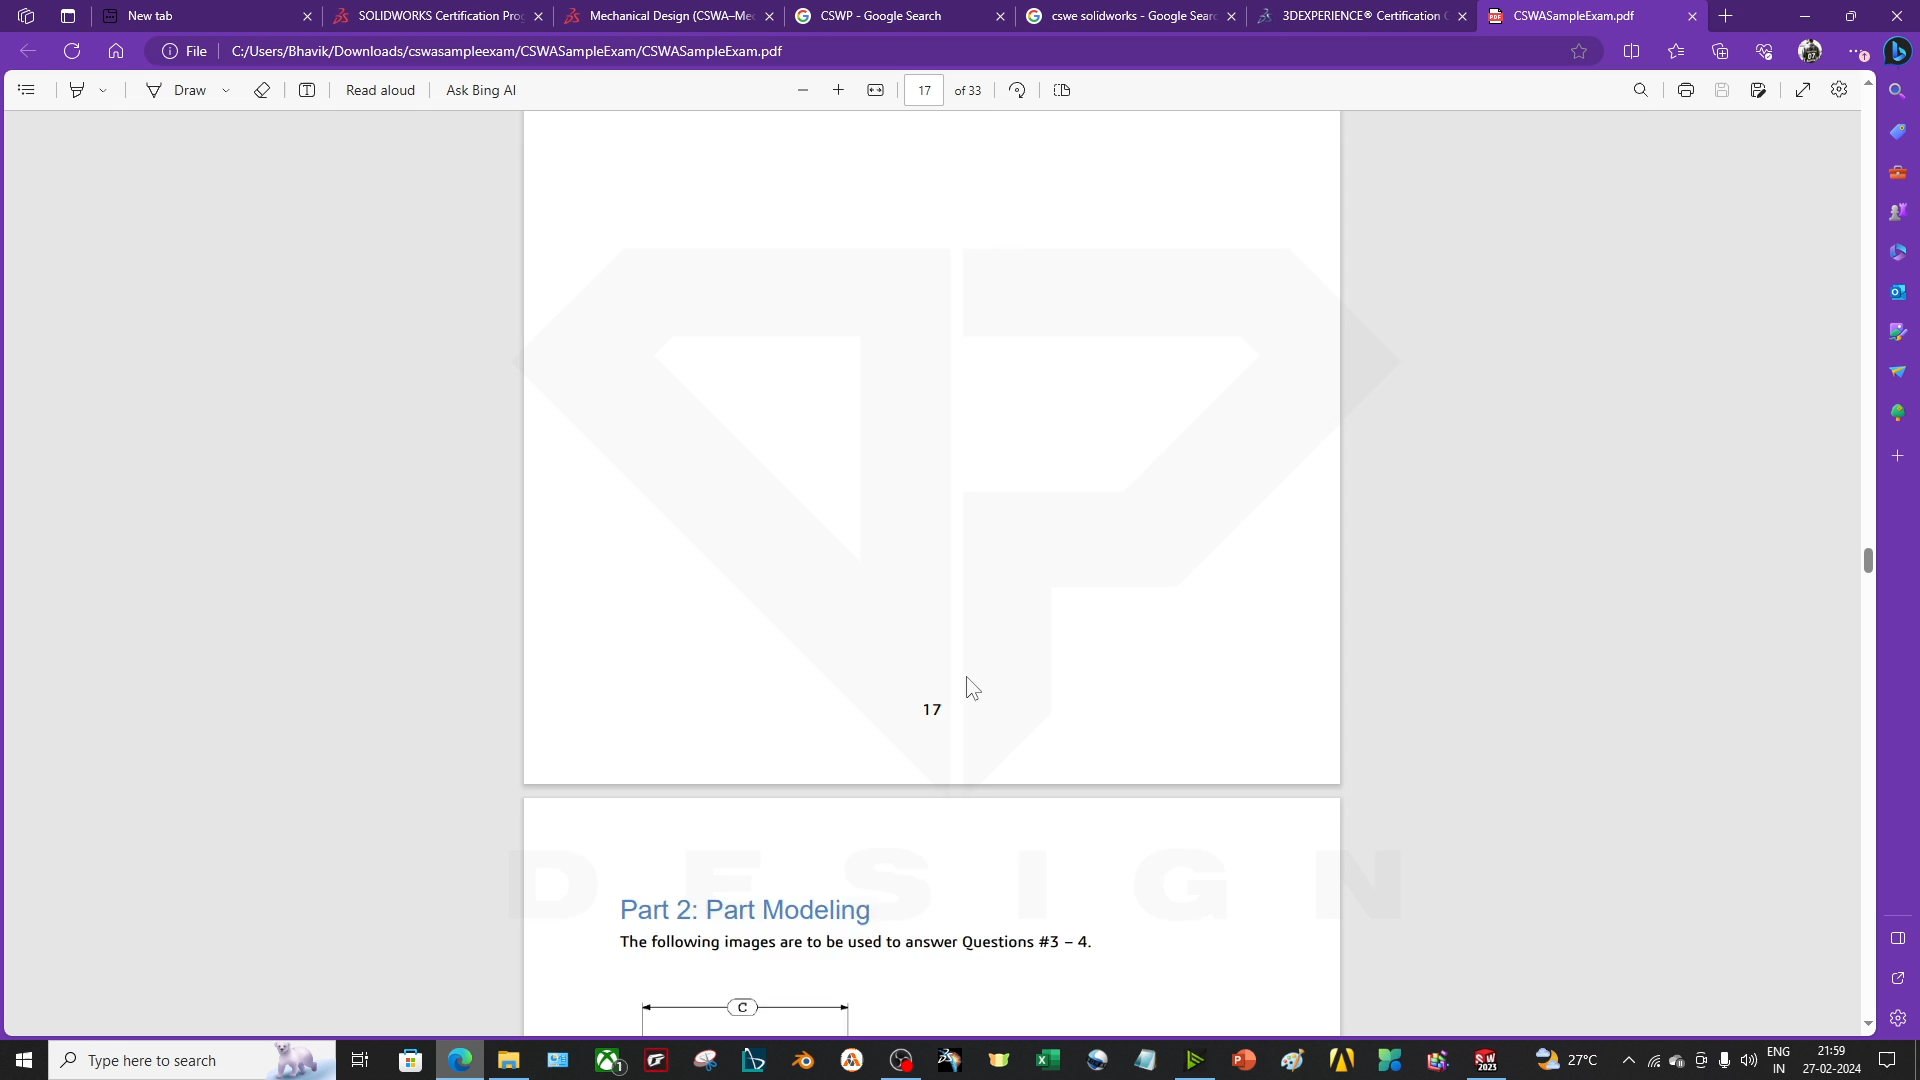 New tab
SOLIDWORKS Certification Pro
Mechanical Design (CSWA–Me
CSWP - Google Search
cswe solidworks - Google Sear
3DEXPERIENCE® Certification
CSWASampleExam.pdf
File
C:/Users/Bhavik/Downloads/cswasampleexam/CSWASampleExam/CSWASampleExam.pdf
Draw
Read aloud
Ask Bing AI
17
of 33
17
DESIGN
Part 2: Part Modeling
The following images are to be used to answer Questions #3 – 4.
C
Type here to search
27°C
ENG
IN
21:59
27-02-2024